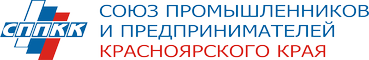 СППКК
СОЮЗ ПРОМЫШЛЕННИКОВ
И ПРЕДПРИНИМАТЕЛЕЙ
КРАСНОЯРСКОГО КРАЯ